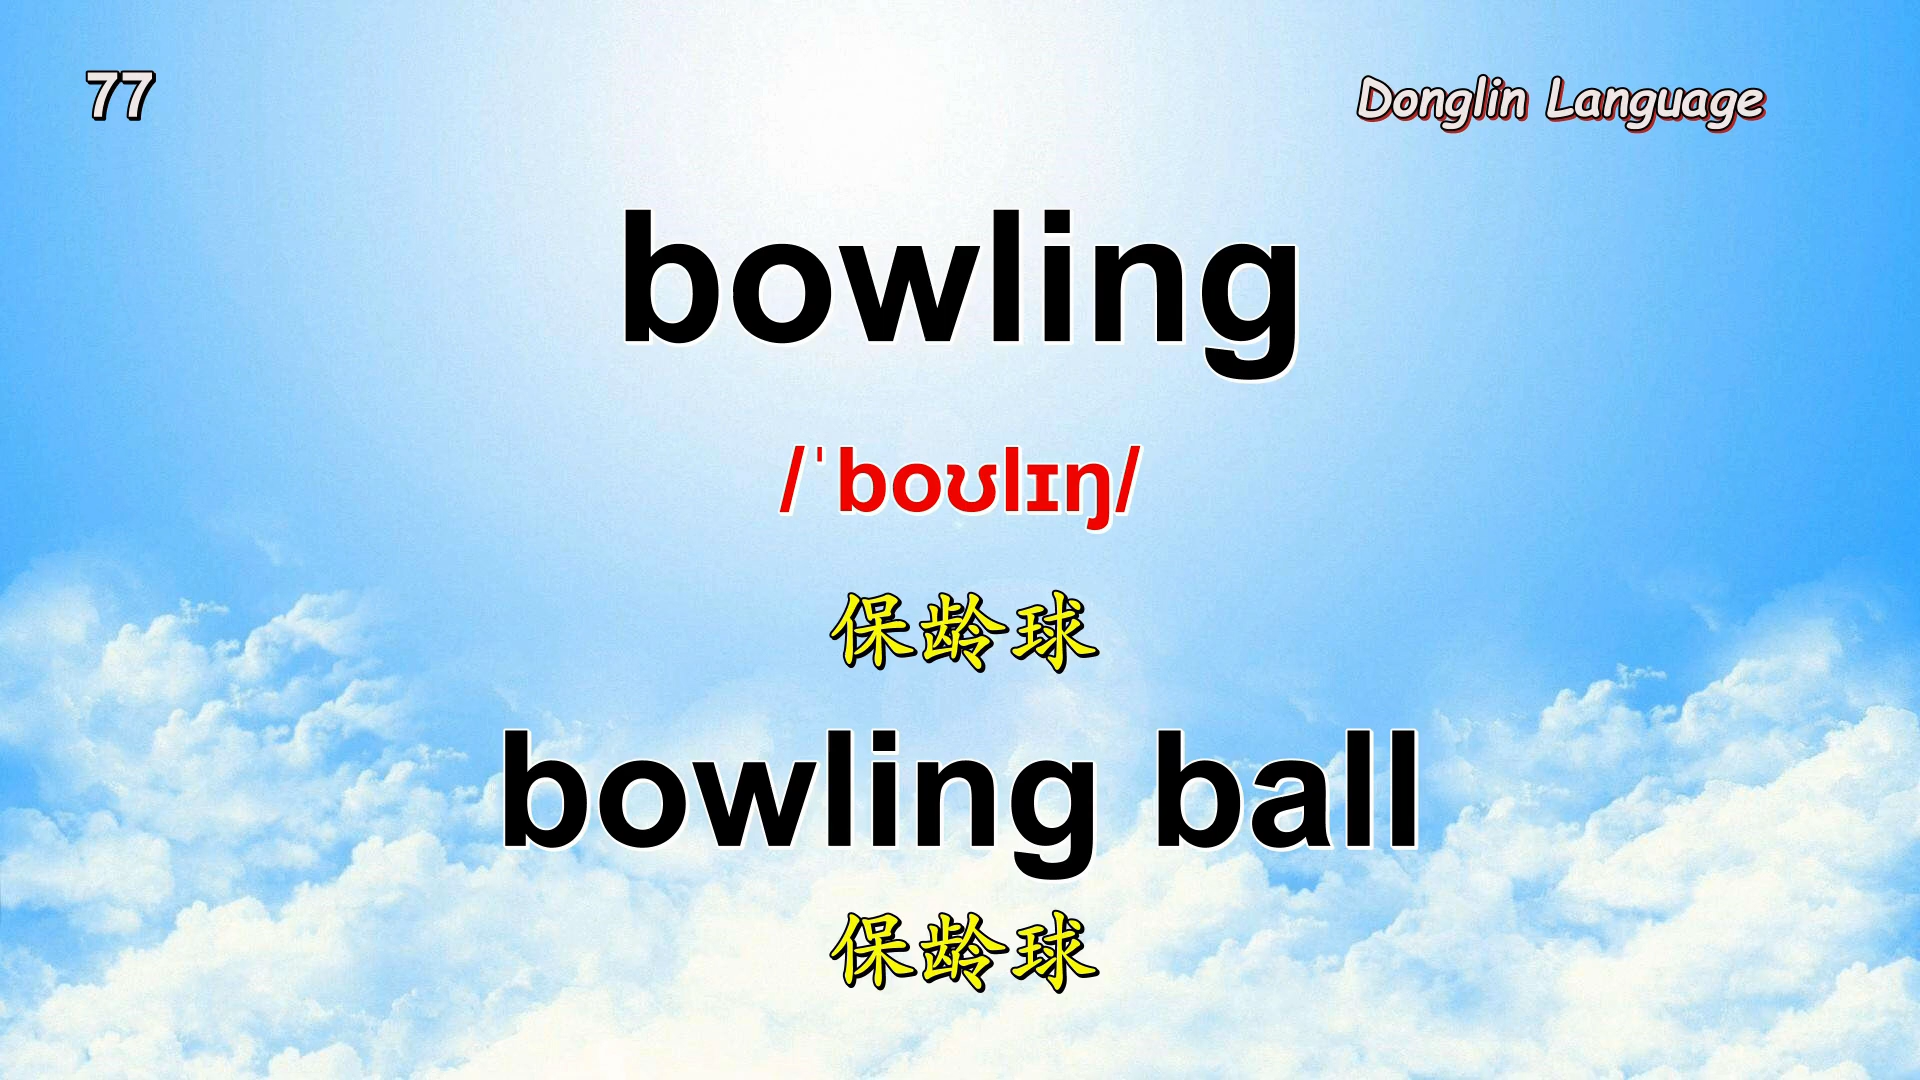 77
Donglin Language
bowling
/ˈboʊlɪŋ/
保龄球
bowling ball
保龄球